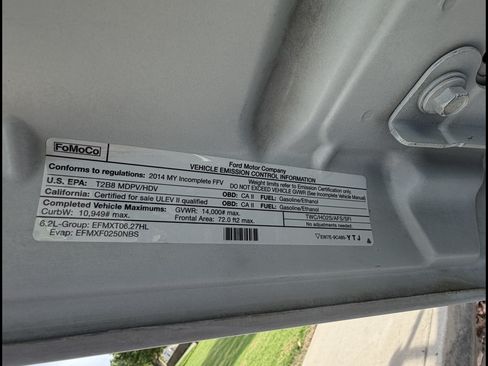 FoMoCo
Ford Motor Company
VEHICLE EMISSION CONTROL INFORMATION
Conforms to regulations: 2014 MY Incomplete FFV
Weight limits refer to Emission Certification only.
DO NOT EXCEED VEHICLE GVWR (See Incomplete Vehicle Manual)
U.S. EPA: T2B8 MDPV/HDV OBD: CA II FUEL: Gasoline/Ethanol
California: Certified for sale ULEV II qualified OBD: CA II FUEL: Gasoline/Ethanol
Completed Vehicle Maximums: GVWR: 14,000# max. TWC/HO2S/AFS/SFI
CurbW: 10,949# max. Frontal Area: 72.0 ft2 max. No adjustments needed.
6.2L-Group: EFMXT06.27HL
Evap: EFMXF0250NBS
YTJ